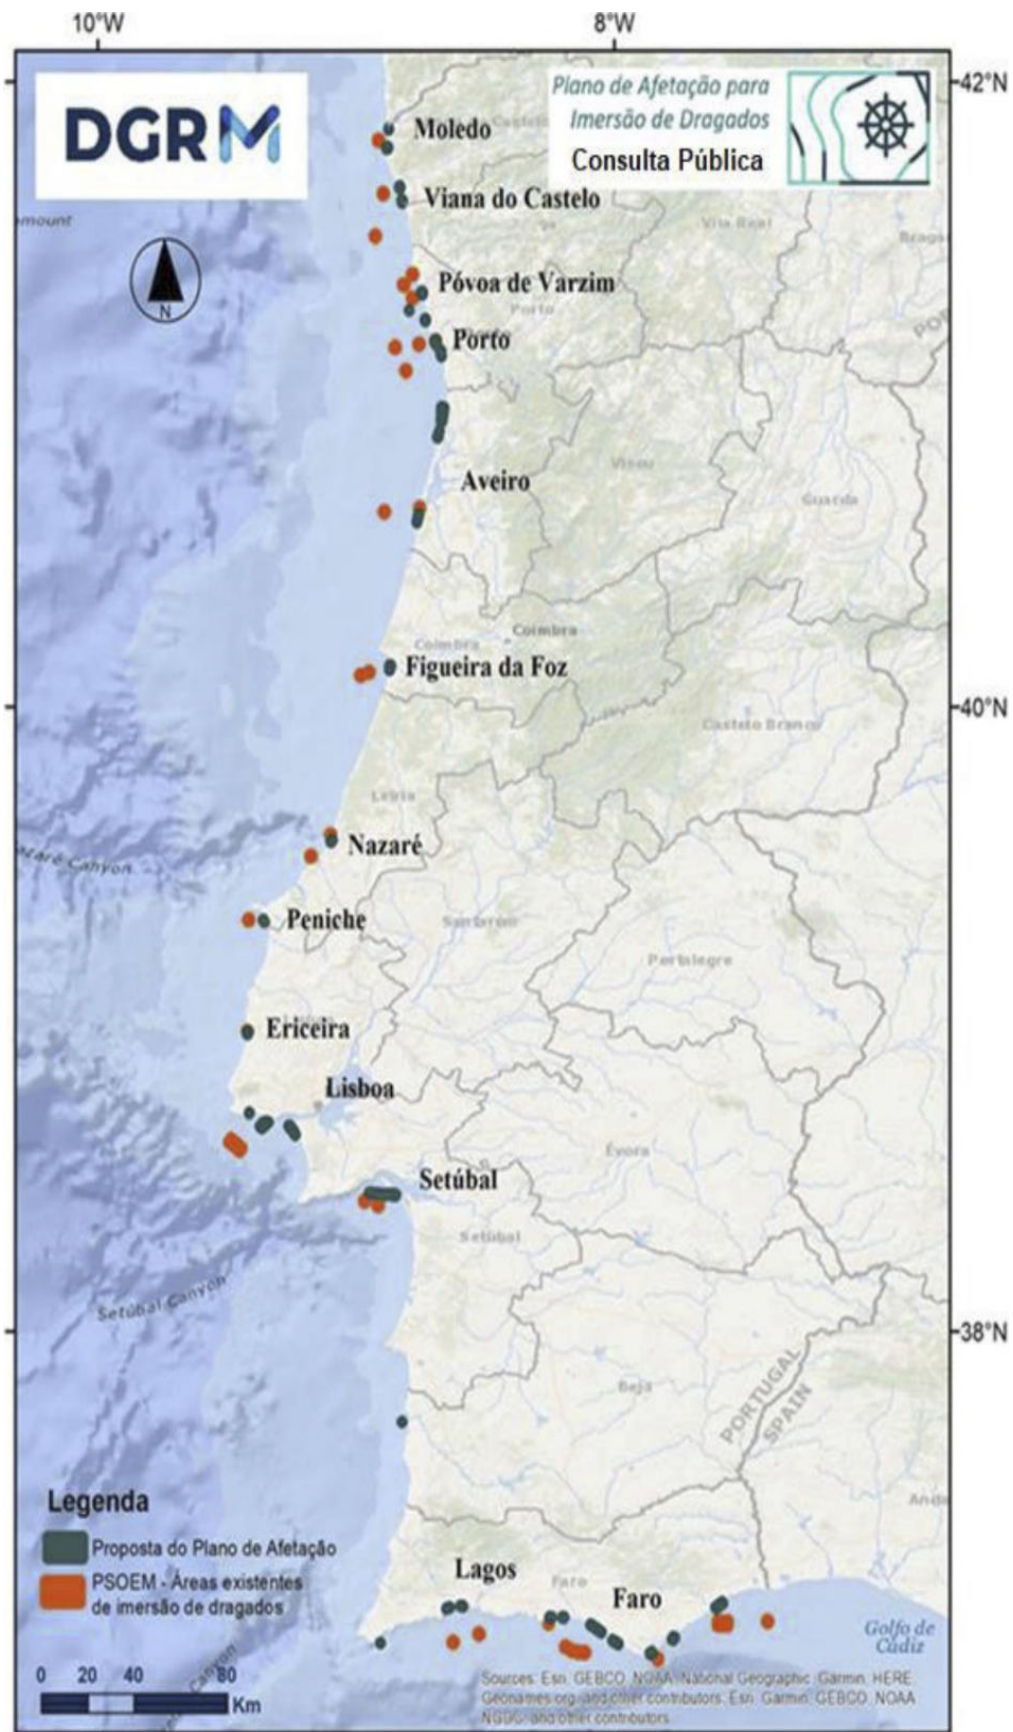 10°W
8°W
42°N
DGRM
Plano de Afetação para
Imersão de Dragados
Consulta Pública
Moledo
Viana do Castelo
Vila Real
N
Póvoa de Varzim
Porto
Porto
Viseu
Aveiro
Guarda
Coimbra
Coimbra
Figueira da Foz
40°N
Castelo Branco
Leiria
Nazaré
Canyon
Peniche
Santarém
Portalegre
Ericeira
Lisboa
Évora
Setúbal
Setúbal
Setúbal Canyon
38°N
Beja
PORTUGAL
SPAIN
Legenda
Proposta do Plano de Afetação
PSOEM - Áreas existentes
de imersão de dragados
Lagos
Faro
Faro
Golfo de
Cádiz
Canyon
0 20 40 80
Km
Sources: Esri, GEBCO, NOAA, National Geographic, Garmin, HERE,
Geonames.org, and other contributors, Esri, Garmin, GEBCO, NOAA
NGDC, and other contributors